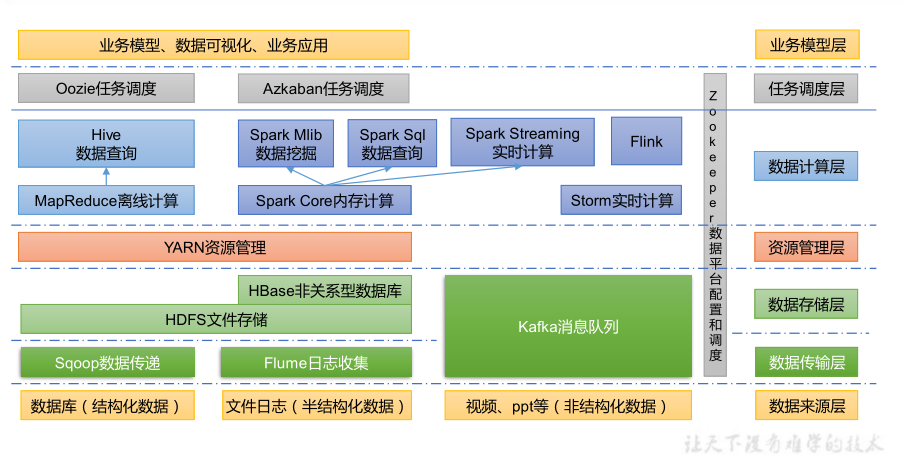 业务模型、数据可视化、业务应用
业务模型层
Oozie任务调度
Azkaban任务调度
任务调度层
Hive
数据查询
Spark Mlib
数据挖掘
Spark Sql
数据查询
Spark Streaming
实时计算
Flink
数据计算层
MapReduce离线计算
Spark Core内存计算
Storm实时计算
Zookeeper数据平台配置和调度
YARN资源管理
资源管理层
HBase非关系型数据库
HDFS文件存储
Kafka消息队列
数据存储层
Sqoop数据传递
Flume日志收集
数据传输层
数据库（结构化数据）
文件日志（半结构化数据）
视频、ppt等（非结构化数据）
数据来源层
让天下没有难学的技术